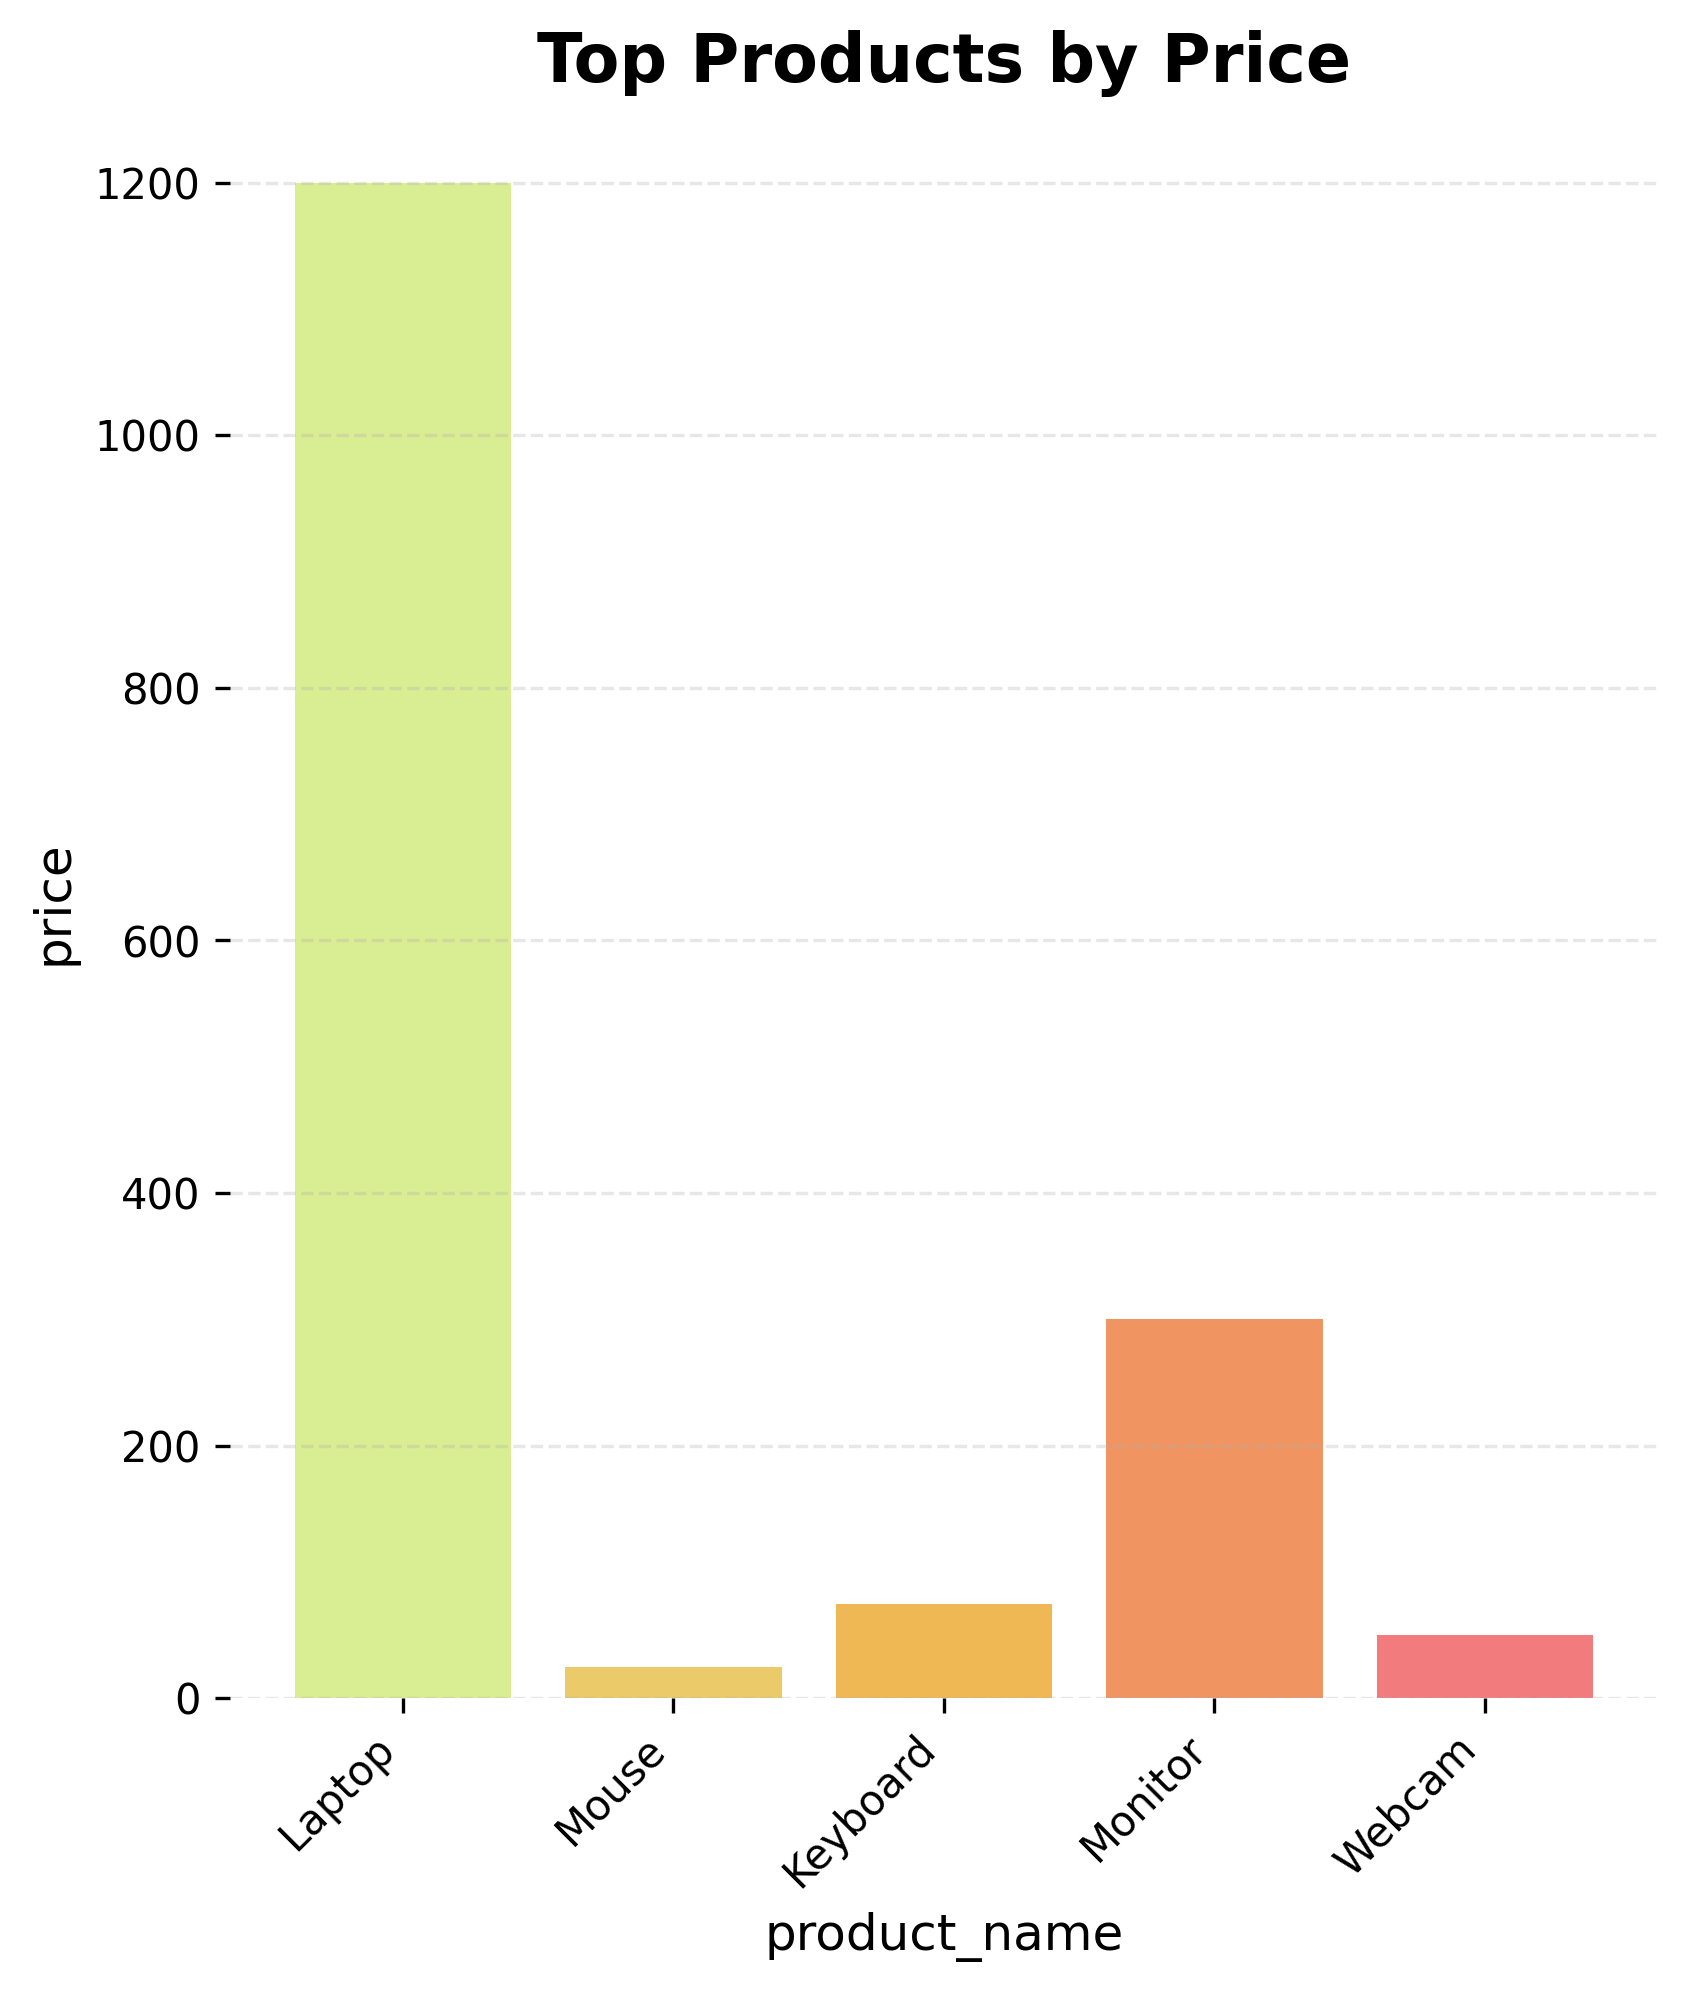 Top Products by Price
1200
1000
800
600
400
200
0
price
Laptop
Mouse
Keyboard
Monitor
Webcam
product_name